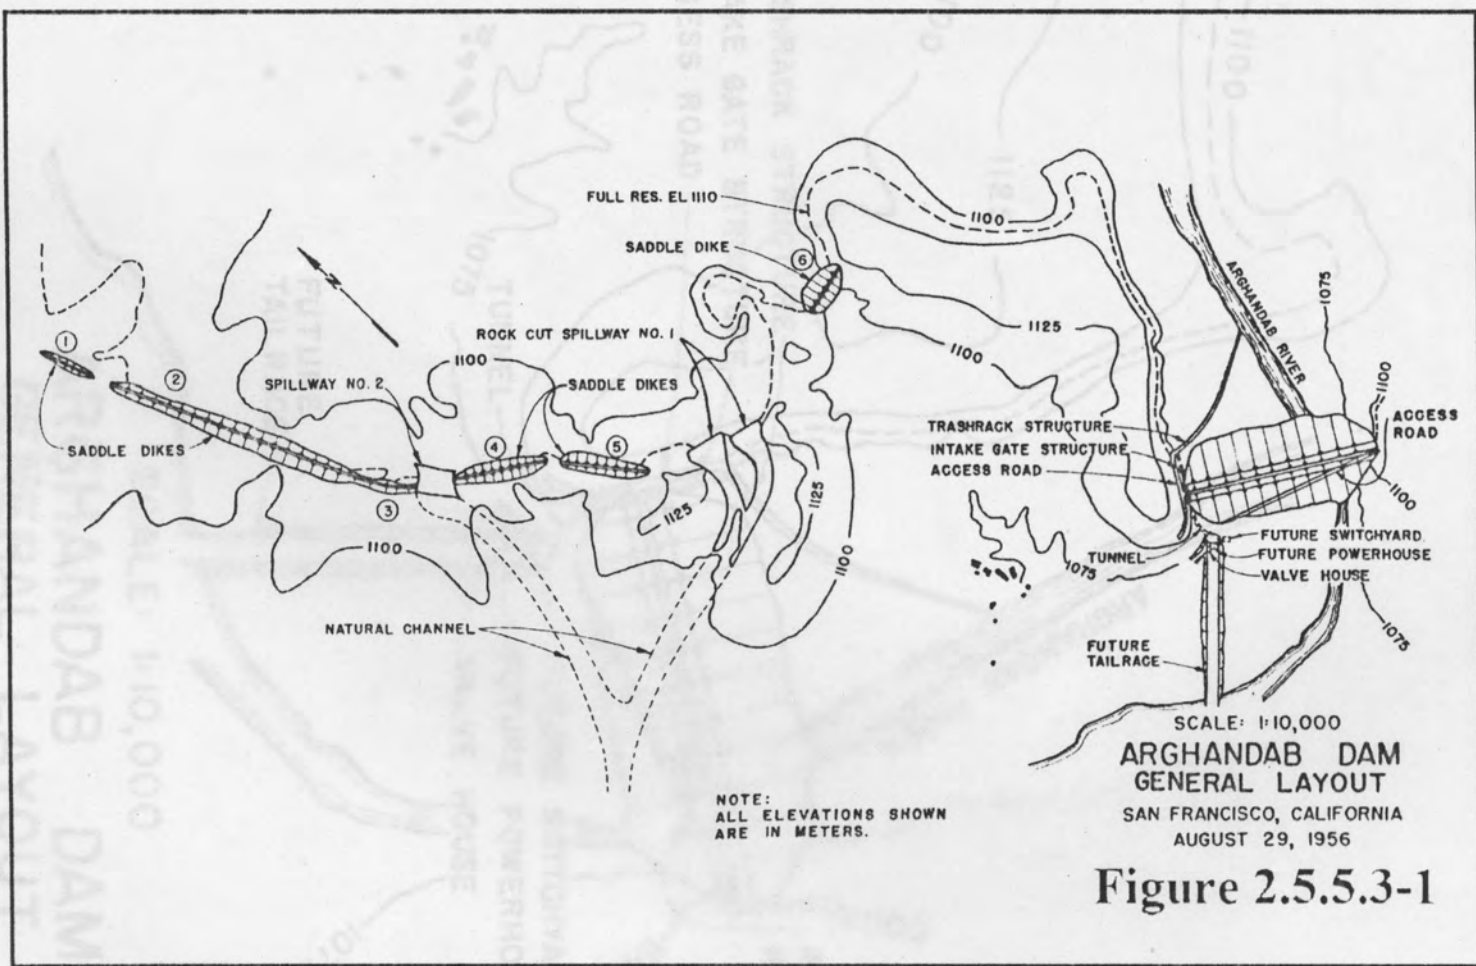 FULL RES. EL 1110
1100
SADDLE DIKE
6
ARGHANDAB RIVER
1075
N
1125
ROCK CUT SPILLWAY NO. 1
1
2
SPILLWAY NO. 2
1100
SADDLE DIKES
1100
1100
ACCESS
ROAD
TRASHRACK STRUCTURE
INTAKE GATE STRUCTURE
ACCESS ROAD
SADDLE DIKES
4
5
3
1125
1125
1100
1100
1100
TUNNEL
1075
FUTURE SWITCHYARD
FUTURE POWERHOUSE
VALVE HOUSE
NATURAL CHANNEL
FUTURE
TAILRACE
1075
SCALE: 1:10,000
ARGHANDAB DAM
GENERAL LAYOUT
SAN FRANCISCO, CALIFORNIA
AUGUST 29, 1956
NOTE:
ALL ELEVATIONS SHOWN
ARE IN METERS.
Figure 2.5.5.3-1